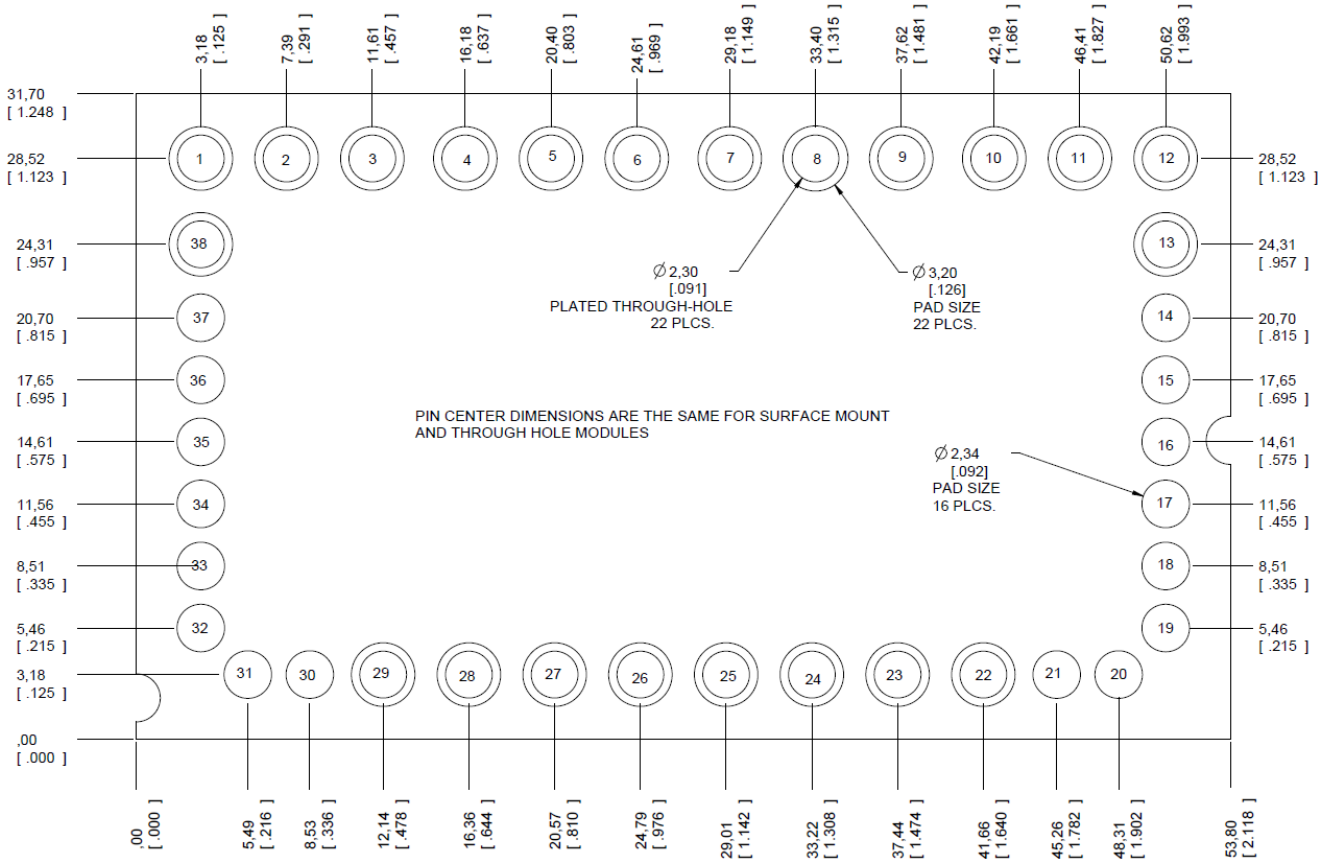 3,18
[ .125 ]
7,39
[ .291 ]
11,61
[ .457 ]
16,18
[ .637 ]
20,40
[ .803 ]
24,61
[ .969 ]
29,18
[ 1.149 ]
33,40
[ 1.315 ]
37,62
[ 1.481 ]
42,19
[ 1.661 ]
46,41
[ 1.827 ]
50,62
[ 1.993 ]
31,70
[ 1.248 ]
28,52
[ 1.123 ]
1
2
3
4
5
6
7
8
9
10
11
12
28,52
[ 1.123 ]
24,31
[ .957 ]
38
13
24,31
[ .957 ]
Ø 2,30
[.091]
PLATED THROUGH-HOLE
22 PLCS.
Ø 3,20
[.126]
PAD SIZE
22 PLCS.
20,70
[ .815 ]
37
14
20,70
[ .815 ]
17,65
[ .695 ]
36
15
17,65
[ .695 ]
PIN CENTER DIMENSIONS ARE THE SAME FOR SURFACE MOUNT
AND THROUGH HOLE MODULES
14,61
[ .575 ]
35
16
14,61
[ .575 ]
Ø 2,34
[.092]
PAD SIZE
16 PLCS.
11,56
[ .455 ]
34
17
11,56
[ .455 ]
8,51
[ .335 ]
33
18
8,51
[ .335 ]
5,46
[ .215 ]
32
19
5,46
[ .215 ]
3,18
[ .125 ]
31
30
29
28
27
26
25
24
23
22
21
20
,00
[ .000 ]
,00
[ .000 ]
5,49
[ .216 ]
8,53
[ .336 ]
12,14
[ .478 ]
16,36
[ .644 ]
20,57
[ .810 ]
24,79
[ .976 ]
29,01
[ 1.142 ]
33,22
[ 1.308 ]
37,44
[ 1.474 ]
41,66
[ 1.640 ]
45,26
[ 1.782 ]
48,31
[ 1.902 ]
53,80
[ 2.118 ]